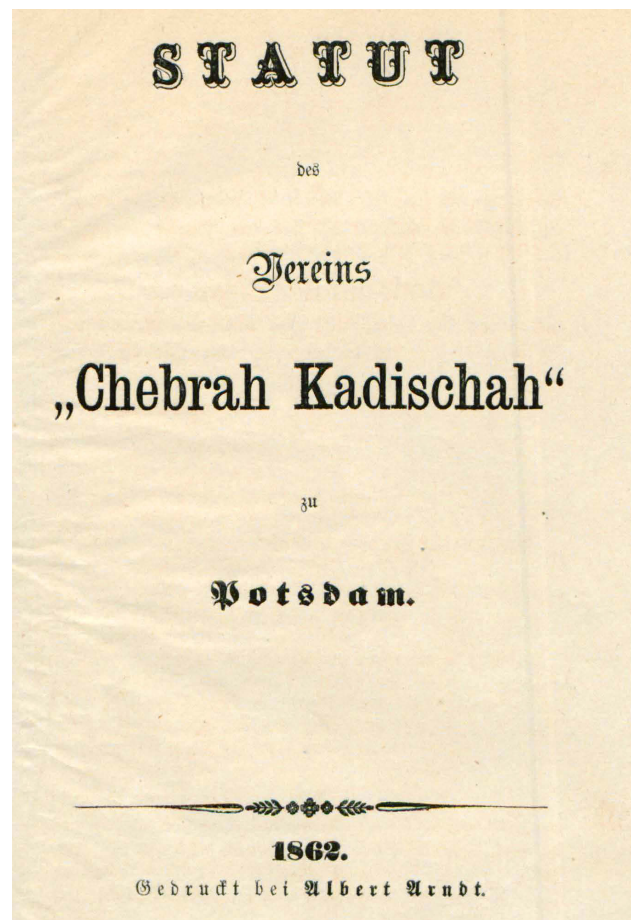 STATUT
des
Vereins
„Chebrah Kadischah“
zu
Potsdam.
1862.
Gedruckt bei Albert Arndt.